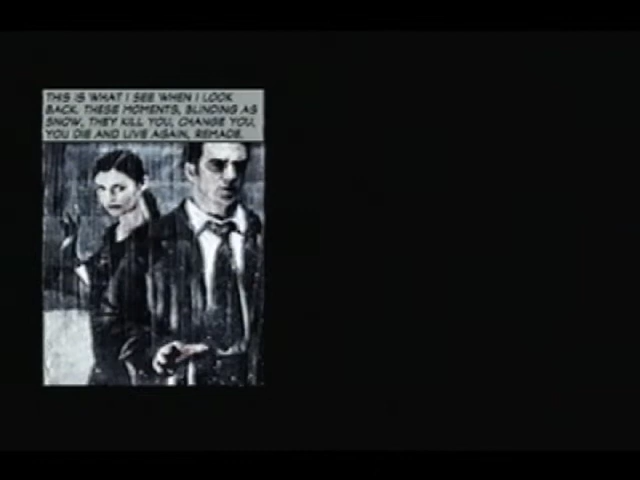 THIS IS WHAT I SEE WHEN I LOOK
BACK. THESE MOMENTS, BLINDING AS
SNOW, THEY KILL YOU, CHANGE YOU,
YOU DIE AND LIVE AGAIN, REMADE.